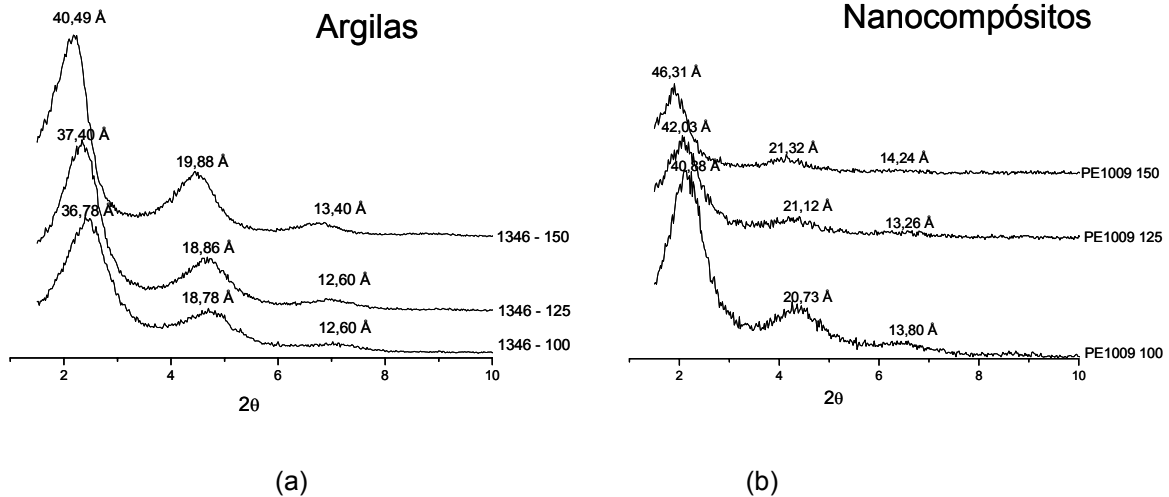 Argilas
40,49 Å
37,40 Å
19,88 Å
36,78 Å
13,40 Å
1346 - 150
18,86 Å
12,60 Å
1346 - 125
18,78 Å
12,60 Å
1346 - 100
2 4 6 8 10
2θ
(a)
Nanocompósitos
46,31 Å
42,03 Å
21,32 Å
14,24 Å
40,88 Å
PE1009 150
21,12 Å
13,26 Å
PE1009 125
20,73 Å
13,80 Å
PE1009 100
2 4 6 8 10
2θ
(b)